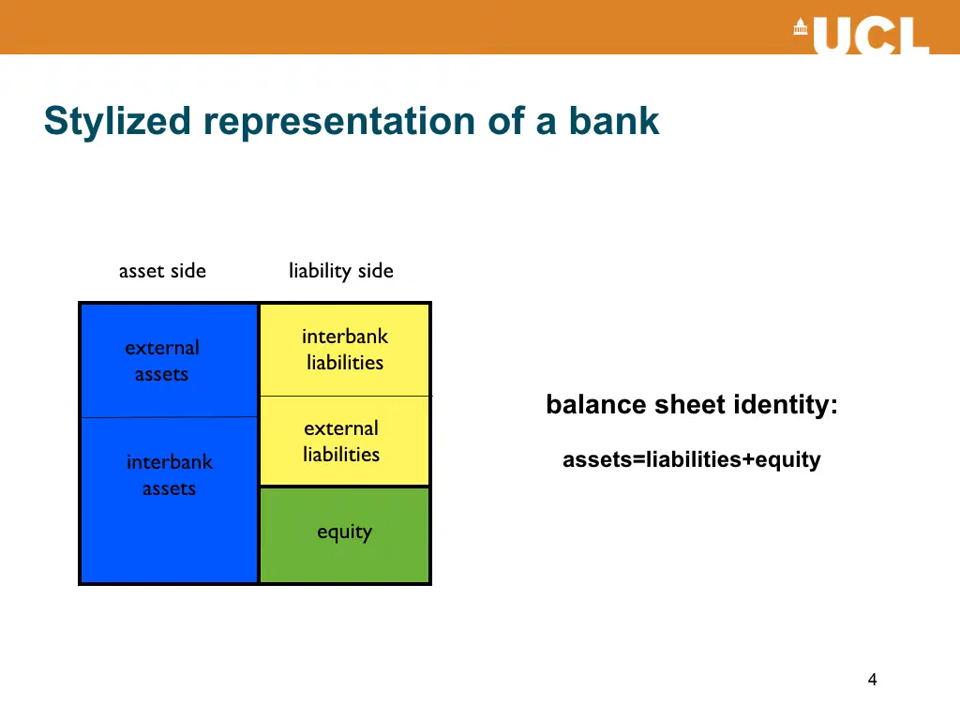 UCL
Stylized representation of a bank
asset side
liability side
external
assets
interbank
liabilities
interbank
assets
external
liabilities
equity
balance sheet identity:
assets=liabilities+equity
4